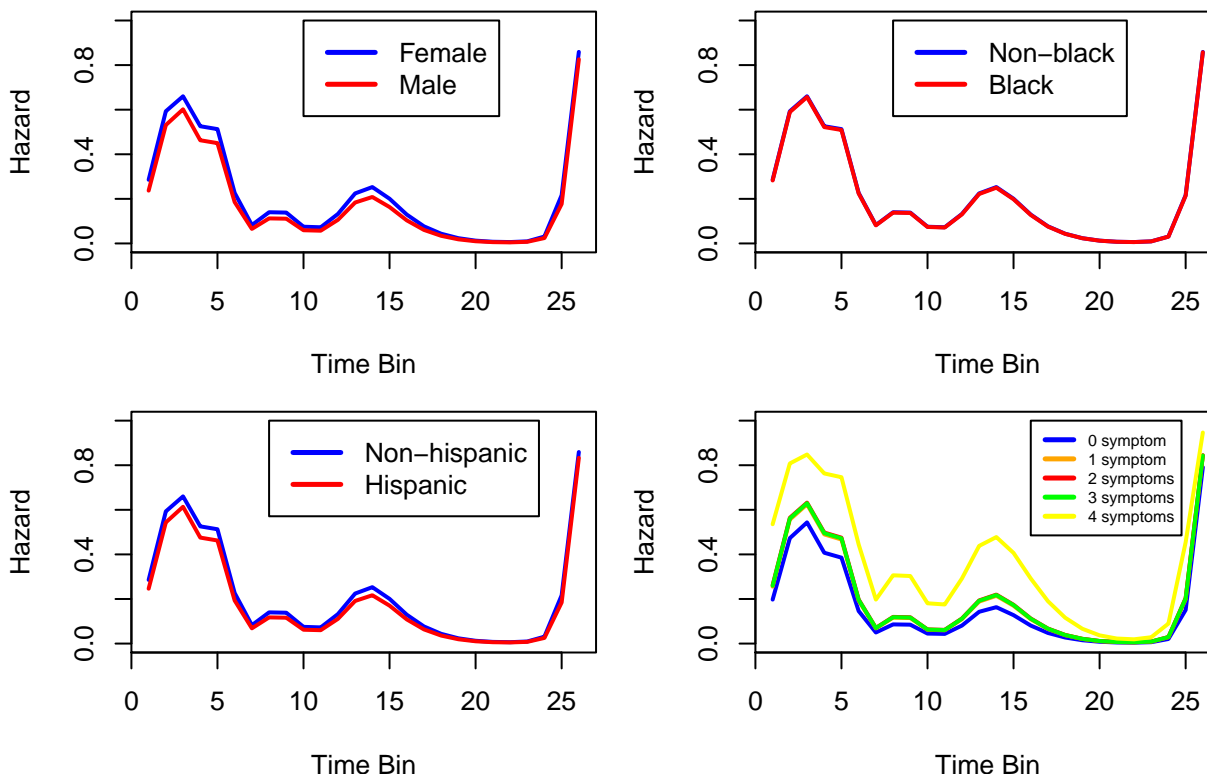 Hazard
0.0 0.4 0.8
Female
Male
0 5 10 15 20 25
Time Bin
Hazard
0.0 0.4 0.8
Non−black
Black
0 5 10 15 20 25
Time Bin
Hazard
0.0 0.4 0.8
Non−hispanic
Hispanic
0 5 10 15 20 25
Time Bin
Hazard
0.0 0.4 0.8
0 symptom
1 symptom
2 symptoms
3 symptoms
4 symptoms
0 5 10 15 20 25
Time Bin